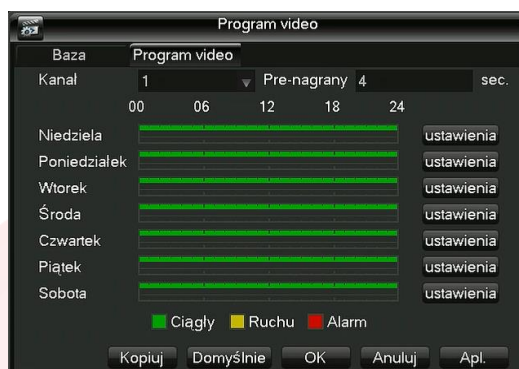 Program video
Baza Program video
Kanał 1 Pre-nagrany 4 sec.
00 06 12 18 24
Niedziela ustawienia
Poniedziałek ustawienia
Wtorek ustawienia
Środa ustawienia
Czwartek ustawienia
Piątek ustawienia
Sobota ustawienia
Ciągły Ruchu Alarm
Kopiuj Domyślnie OK Anuluj Apl.